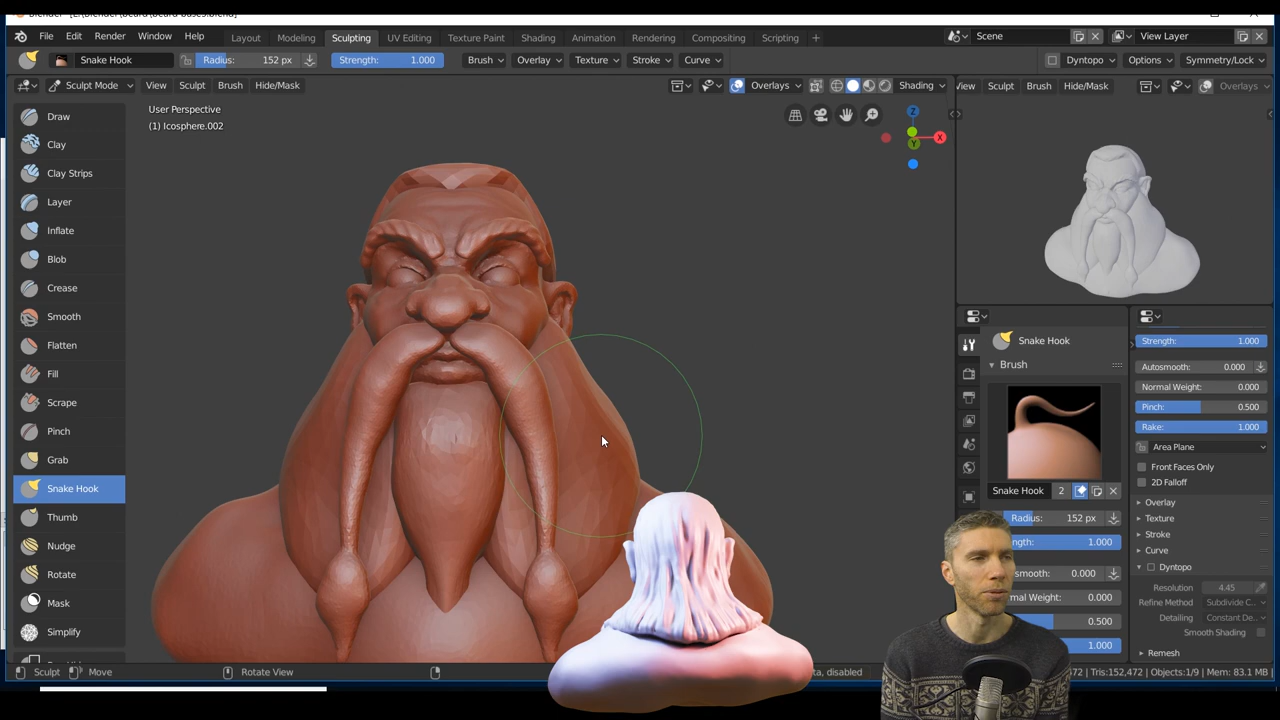 Blender* [E:\blender\beard\beard-bases.blend]
File Edit Render Window Help Layout Modeling Sculpting UV Editing Texture Paint Shading Animation Rendering Compositing Scripting + Scene View Layer
Snake Hook Radius: 152 px Strength: 1.000 Brush Overlay Texture Stroke Curve Dyntopo Options Symmetry/Lock
Sculpt Mode View Sculpt Brush Hide/Mask Overlays Shading View Sculpt Brush Hide/Mask Overlays
User Perspective
(1) Icosphere.002
Z
X
Y
Draw
Clay
Clay Strips
Layer
Inflate
Blob
Crease
Smooth
Flatten
Fill
Scrape
Pinch
Grab
Snake Hook
Thumb
Nudge
Rotate
Mask
Simplify
Snake Hook
Brush
Snake Hook 2
Radius: 152 px
ngth: 1.000
smooth: 0.000
mal Weight: 0.000
0.500
1.000
Strength: 1.000
Autosmooth: 0.000
Normal Weight: 0.000
Pinch: 0.500
Rake: 1.000
Area Plane
Front Faces Only
2D Falloff
Overlay
Texture
Stroke
Curve
Dyntopo
Resolution 4.45
Refine Method Subdivide C...
Detailing Constant De...
Smooth Shading
Remesh
Sculpt Move Rotate View ta, disabled 472 | Tris:152,472 | Objects:1/9 | Mem: 83.1 MB